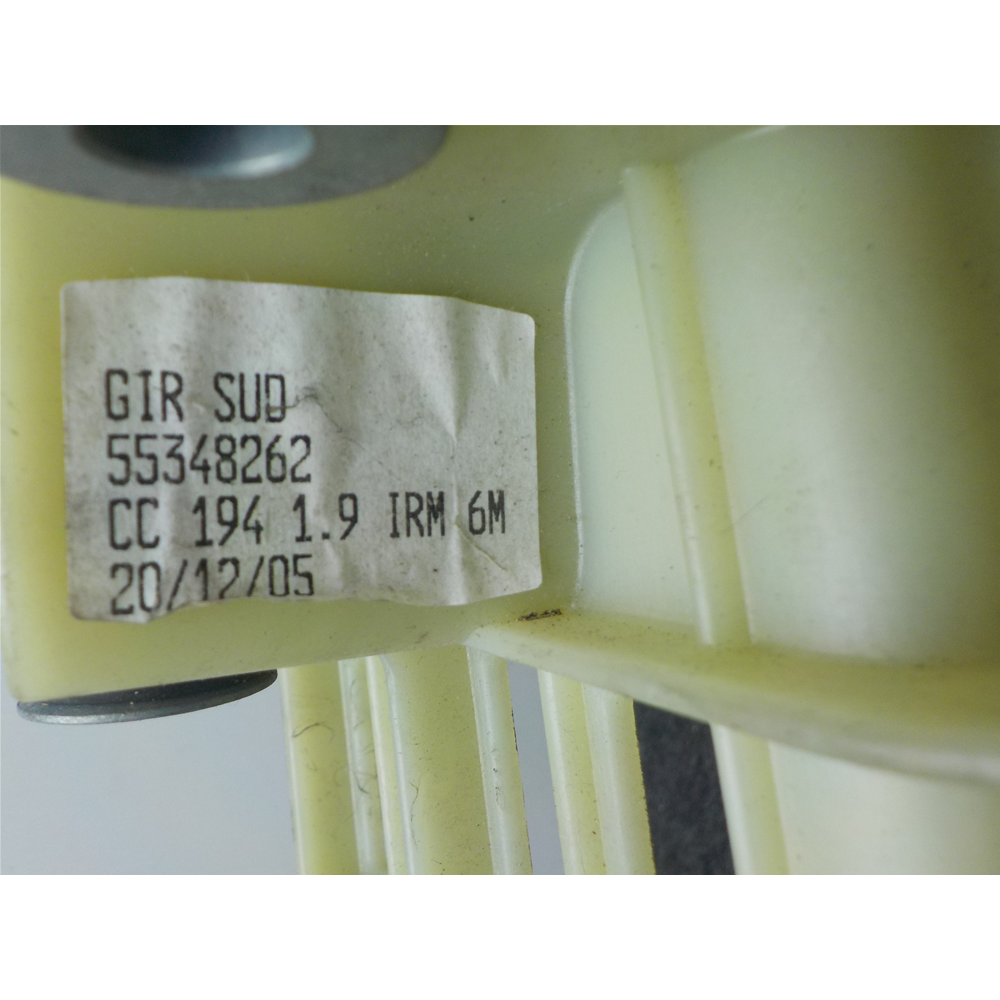 GIR SUD
55348262
CC 194 1.9 IRM 6M
20/12/05